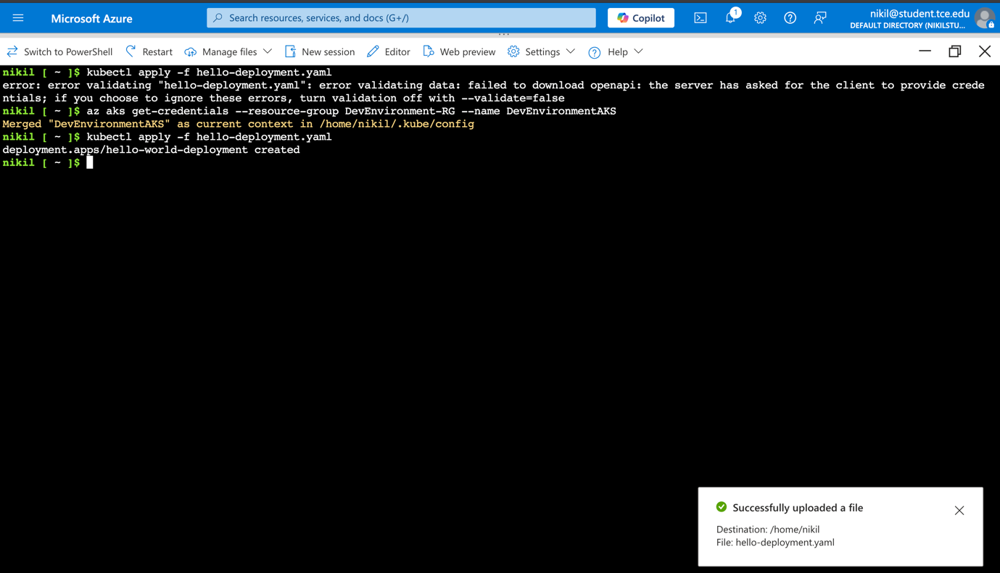 Microsoft Azure
Search resources, services, and docs (G+/)
Copilot
1
nikil@student.tce.edu
DEFAULT DIRECTORY (NIKILSTU...
Switch to PowerShell
Restart
Manage files
New session
Editor
Web preview
Settings
Help
nikil [ ~ ]$ kubectl apply -f hello-deployment.yaml
error: error validating "hello-deployment.yaml": error validating data: failed to download openapi: the server has asked for the client to provide crede
ntials; if you choose to ignore these errors, turn validation off with --validate=false
nikil [ ~ ]$ az aks get-credentials --resource-group DevEnvironment-RG --name DevEnvironmentAKS
Merged "DevEnvironmentAKS" as current context in /home/nikil/.kube/config
nikil [ ~ ]$ kubectl apply -f hello-deployment.yaml
deployment.apps/hello-world-deployment created
nikil [ ~ ]$
Successfully uploaded a file
Destination: /home/nikil
File: hello-deployment.yaml